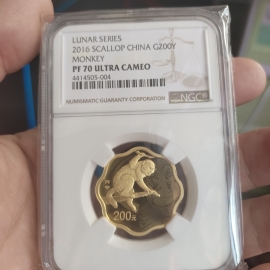 LUNAR SERIES
2016 SCALLOP CHINA G200Y
MONKEY
PF 70 ULTRA CAMEO
4414505-004
NUMISMATIC GUARANTY CORPORATION
NGC
200元